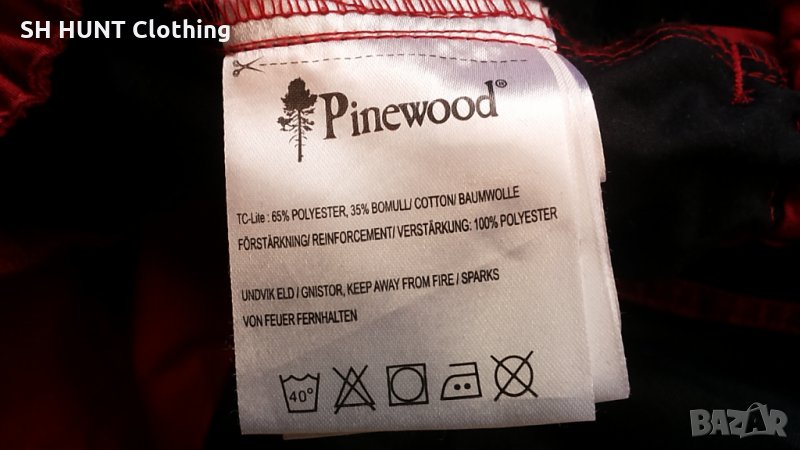 SH HUNT Clothing
Pinewood®
TC-Lite : 65% POLYESTER, 35% BOMULL/ COTTON/ BAUMWOLLE
FÖRSTÄRKNING/ REINFORCEMENT/ VERSTÄRKUNG: 100% POLYESTER
UNDVIK ELD / GNISTOR, KEEP AWAY FROM FIRE / SPARKS
VON FEUER FERNHALTEN
40°
BAZAR